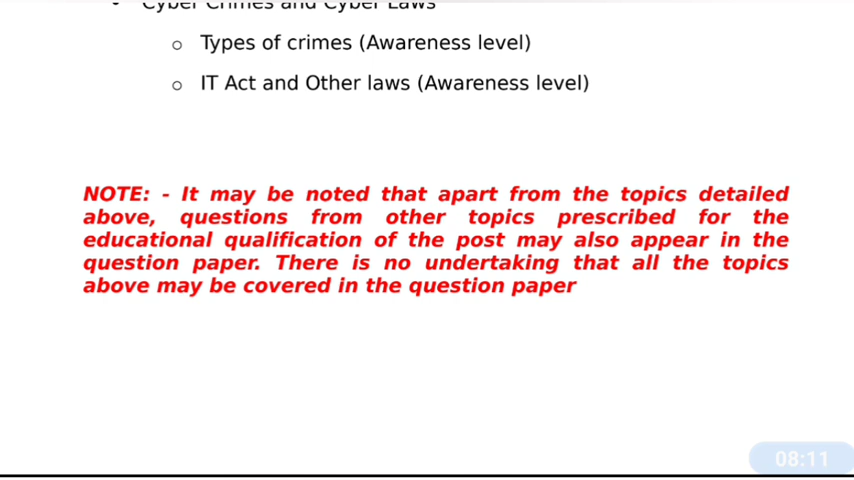 Cyber Crimes and Cyber Laws
o Types of crimes (Awareness level)
o IT Act and Other laws (Awareness level)
NOTE: - It may be noted that apart from the topics detailed
above, questions from other topics prescribed for the
educational qualification of the post may also appear in the
question paper. There is no undertaking that all the topics
above may be covered in the question paper
08:11